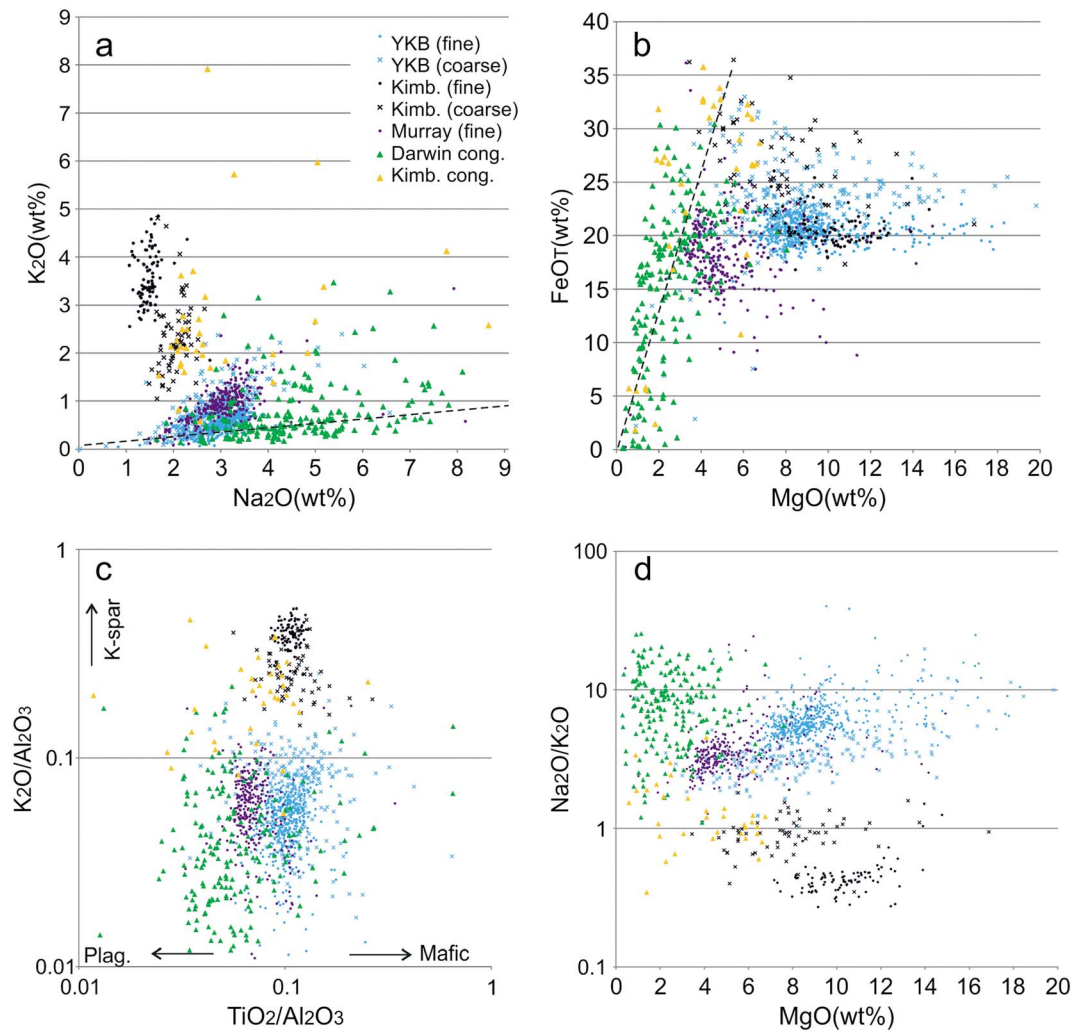 a
9
8
7
6
5
4
3
2
1
0
K2O(wt%)
0 1 2 3 4 5 6 7 8 9
Na2O(wt%)
YKB (fine)
YKB (coarse)
Kimb. (fine)
Kimb. (coarse)
Murray (fine)
Darwin cong.
Kimb. cong.
b
40
35
30
25
20
15
10
5
0
FeOT(wt%)
0 2 4 6 8 10 12 14 16 18 20
MgO(wt%)
c
1
0.1
0.01
K2O/Al2O3
K-spar
Plag.
Mafic
0.01 0.1 1
TiO2/Al2O3
d
100
10
1
0.1
Na2O/K2O
0 2 4 6 8 10 12 14 16 18 20
MgO(wt%)